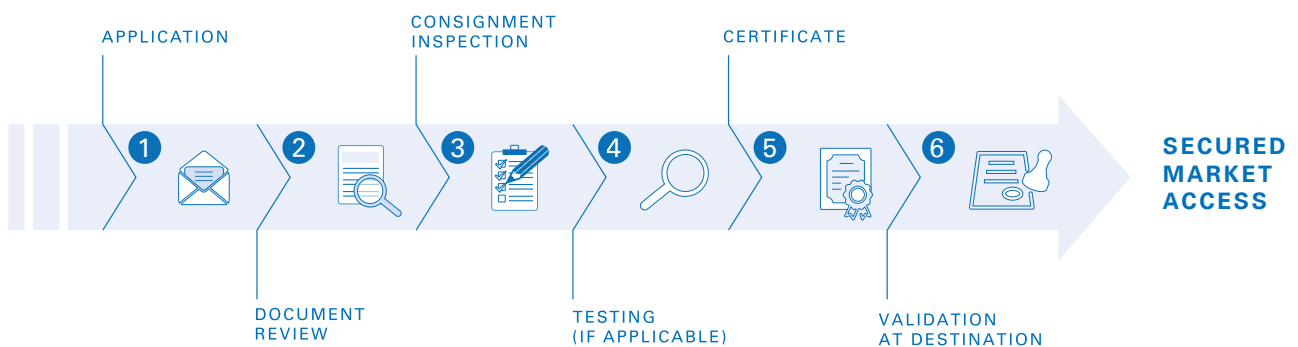 APPLICATION
1
DOCUMENT
REVIEW
2
CONSIGNMENT
INSPECTION
3
TESTING
(IF APPLICABLE)
4
CERTIFICATE
5
VALIDATION
AT DESTINATION
6
SECURED
MARKET
ACCESS